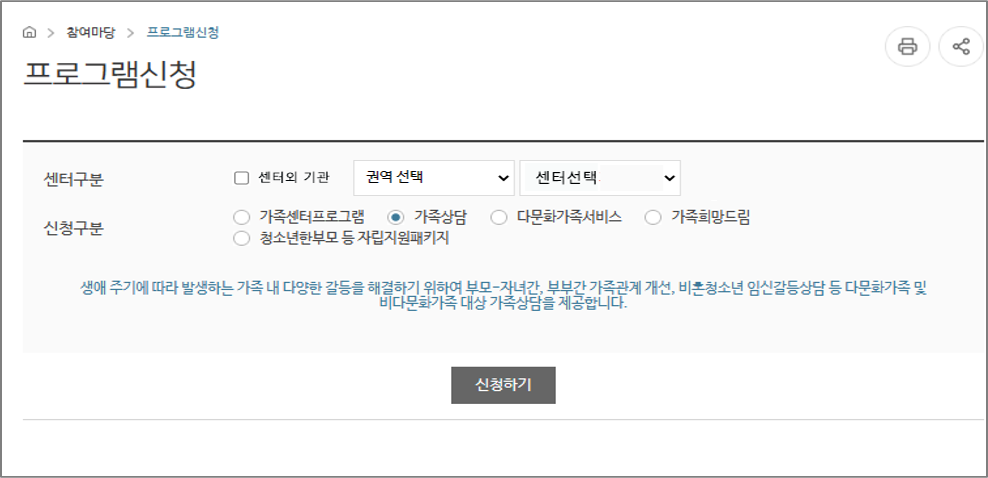 참여마당 프로그램신청
프로그램신청
센터구분 센터외 기관 권역 선택 센터선택
신청구분 가족센터프로그램 가족상담 다문화가족서비스 가족희망드림
청소년한부모 등 자립지원패키지
생애 주기에 따라 발생하는 가족 내 다양한 갈등을 해결하기 위하여 부모-자녀간, 부부간 가족관계 개선, 비혼청소년 임신갈등상담 등 다문화가족 및
비다문화가족 대상 가족상담을 제공합니다.
신청하기